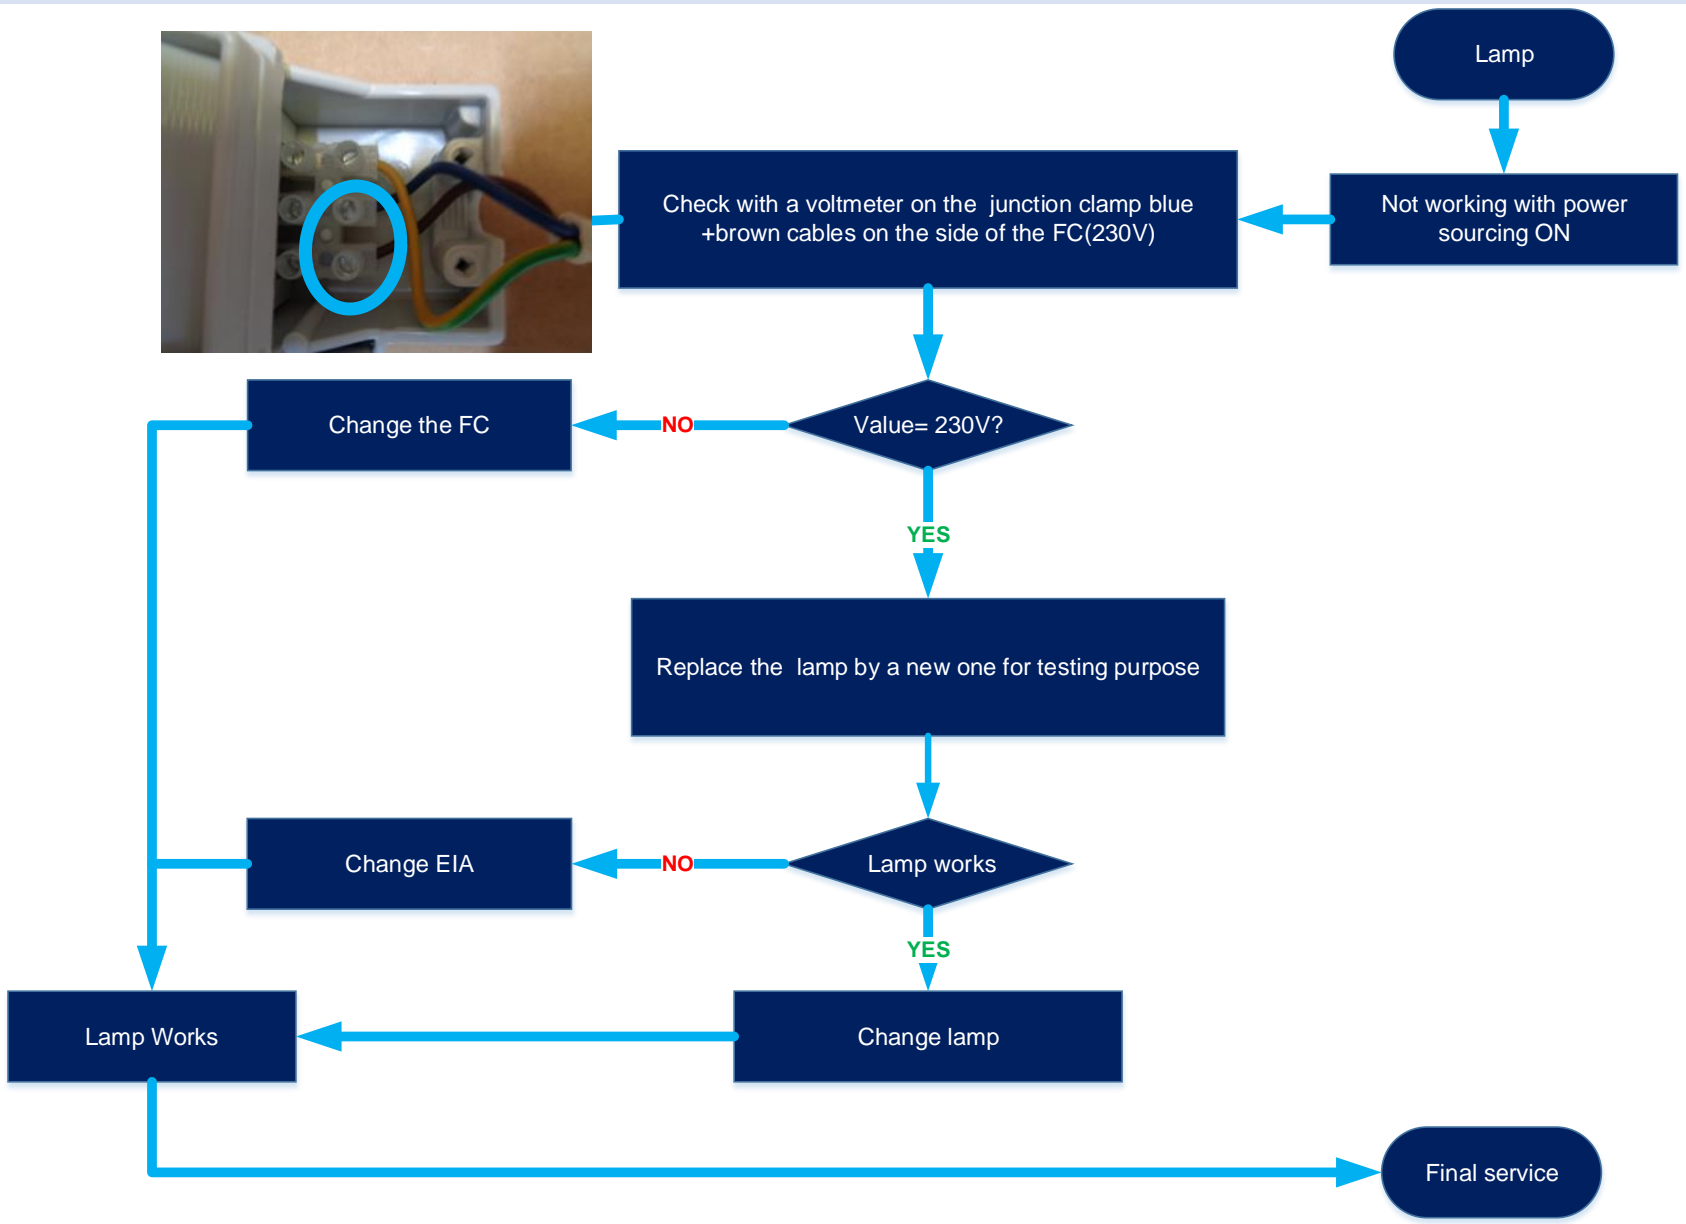 Lamp
Not working with power
sourcing ON
Check with a voltmeter on the junction clamp blue
+brown cables on the side of the FC(230V)
Value= 230V?
NO
Change the FC
YES
Replace the lamp by a new one for testing purpose
Lamp works
NO
Change EIA
YES
Change lamp
Lamp Works
Final service